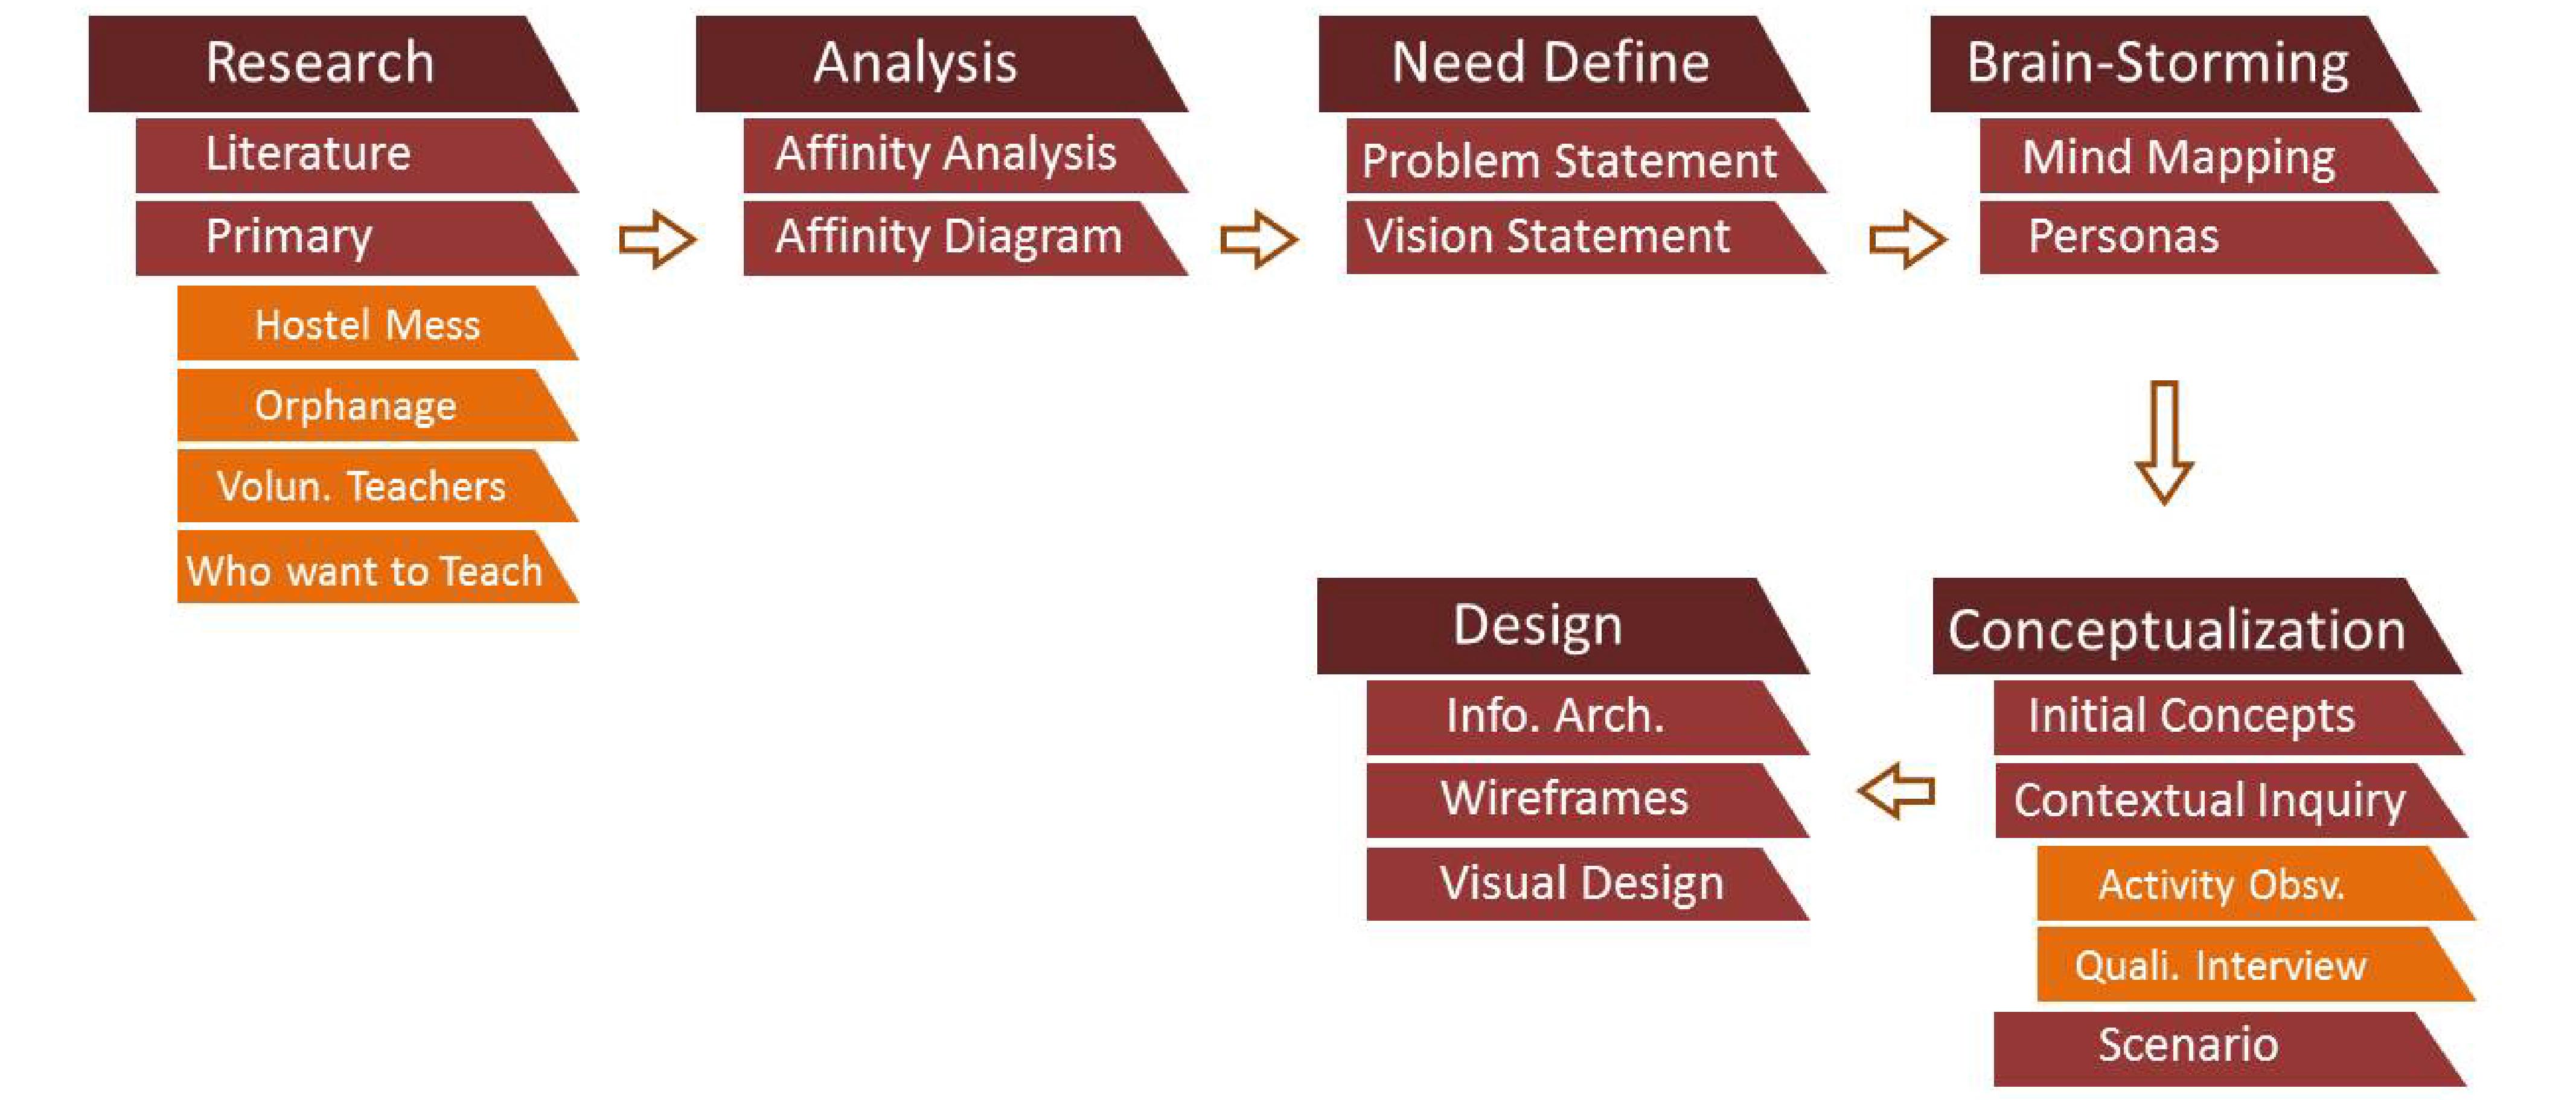 Research
Literature
Primary
Hostel Mess
Orphanage
Volun. Teachers
Who want to Teach
Analysis
Affinity Analysis
Affinity Diagram
Need Define
Problem Statement
Vision Statement
Brain-Storming
Mind Mapping
Personas
Conceptualization
Initial Concepts
Contextual Inquiry
Activity Obsv.
Quali. Interview
Scenario
Design
Info. Arch.
Wireframes
Visual Design